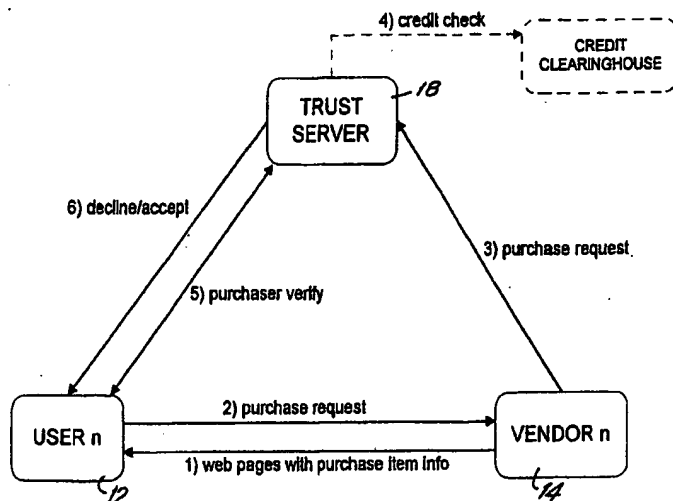 4) credit check
CREDIT
CLEARINGHOUSE
18
TRUST
SERVER
6) decline/accept
3) purchase request
5) purchaser verify
2) purchase request
USER n
VENDOR n
1) web pages with purchase item info
12
14